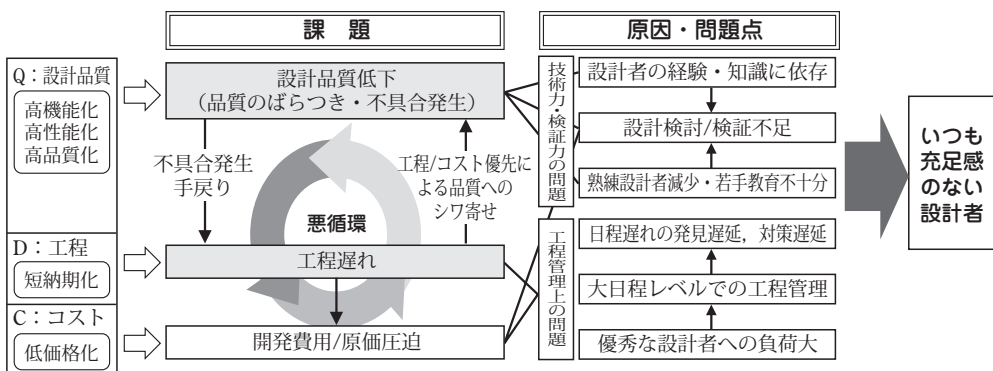 課 題
原因・問題点
Q：設計品質
高機能化
高性能化
高品質化
D：工程
短納期化
C：コスト
低価格化
設計品質低下
（品質のばらつき・不具合発生）
不具合発生
手戻り
工程/コスト優先に
よる品質への
シワ寄せ
悪循環
工程遅れ
開発費用/原価圧迫
技術力・検証力の問題
設計者の経験・知識に依存
設計検討/検証不足
熟練設計者減少・若手教育不十分
工程管理上の問題
日程遅れの発見遅延，対策遅延
大日程レベルでの工程管理
優秀な設計者への負荷大
いつも
充足感
のない
設計者